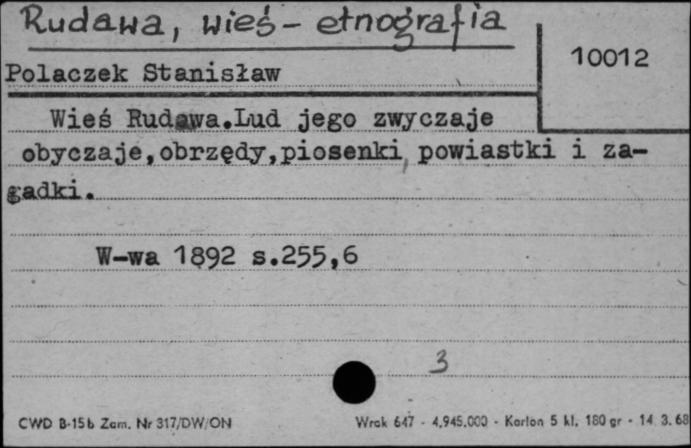 Rudawa, wieś - etnografia
10012
Polaczek Stanisław
Wieś Rudawa.Lud jego zwyczaje
obyczaje,obrzędy,piosenki, powiastki i za-
gadki.
W-wa 1892 s.255,6
3
CWD B-15b Zam. Nr 317/DW/ON
Wrak 647 - 4.945.000 - Karton 5 kl. 180 gr - 14.3.68